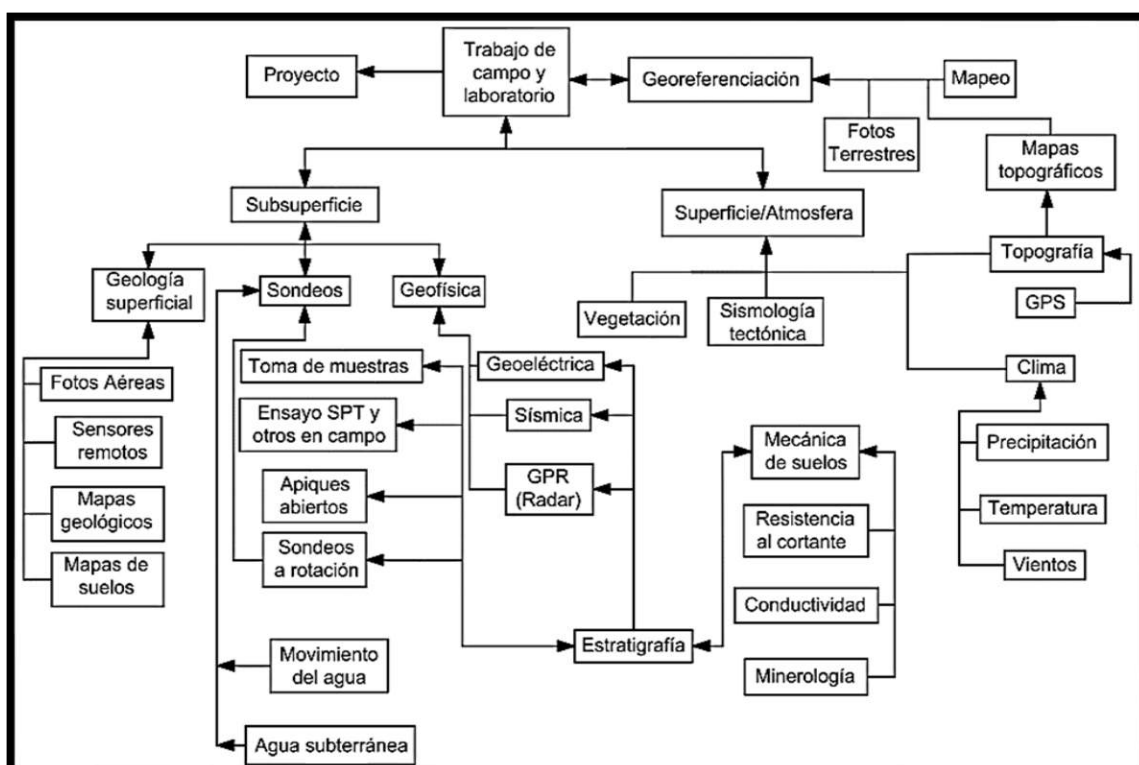 Proyecto
Trabajo de
campo y
laboratorio
Georeferenciación
Mapeo
Fotos
Terrestres
Mapas
topográficos
Subsuperficie
Superficie/Atmosfera
Topografía
GPS
Geología
superficial
Sondeos
Geofísica
Vegetación
Sismología
tectónica
Fotos Aéreas
Sensores
remotos
Mapas
geológicos
Mapas de
suelos
Toma de muestras
Ensayo SPT y
otros en campo
Apiques
abiertos
Sondeos
a rotación
Movimiento
del agua
Agua subterránea
Geoeléctrica
Sísmica
GPR
(Radar)
Estratigrafía
Mecánica
de suelos
Resistencia
al cortante
Conductividad
Minerología
Clima
Precipitación
Temperatura
Vientos